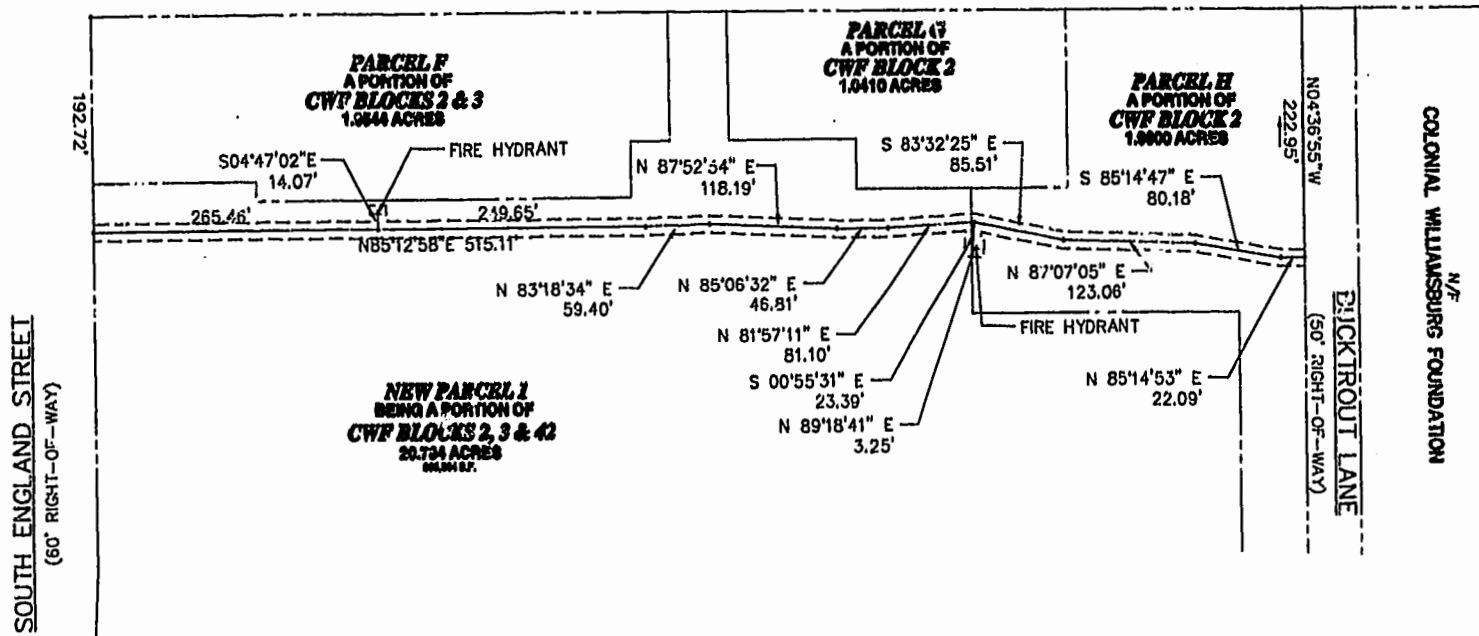 PARCEL F
A PORTION OF
CWF BLOCKS 2 & 3
PARCEL G
A PORTION OF
CWF BLOCK 2
1.0410 ACRES
PARCEL H
A PORTION OF
CWF BLOCK 2
192.72'
S04°47'02"E
14.07'
FIRE HYDRANT
N 87°52'54" E
118.19'
S 83°32'25" E
85.51'
S 85°14'47" E
80.18'
N04°36'55"W
222.95'
N/F
COLONIAL WILLIAMSBURG FOUNDATION
265.46'
249.65'
N85°12'58"E 515.11'
N 83°18'34" E
59.40'
N 85°06'32" E
46.81'
N 81°57'11" E
81.10'
S 00°55'31" E
23.39'
N 89°18'41" E
3.25'
N 87°07'05" E
123.06'
FIRE HYDRANT
N 85°14'53" E
22.09'
BUCKTROUT LANE
(50' RIGHT-OF-WAY)
NEW PARCEL 1
BEING A PORTION OF
CWF BLOCKS 2, 3 & 42
20.734 ACRES
S.F.
SOUTH ENGLAND STREET
(60' RIGHT-OF-WAY)